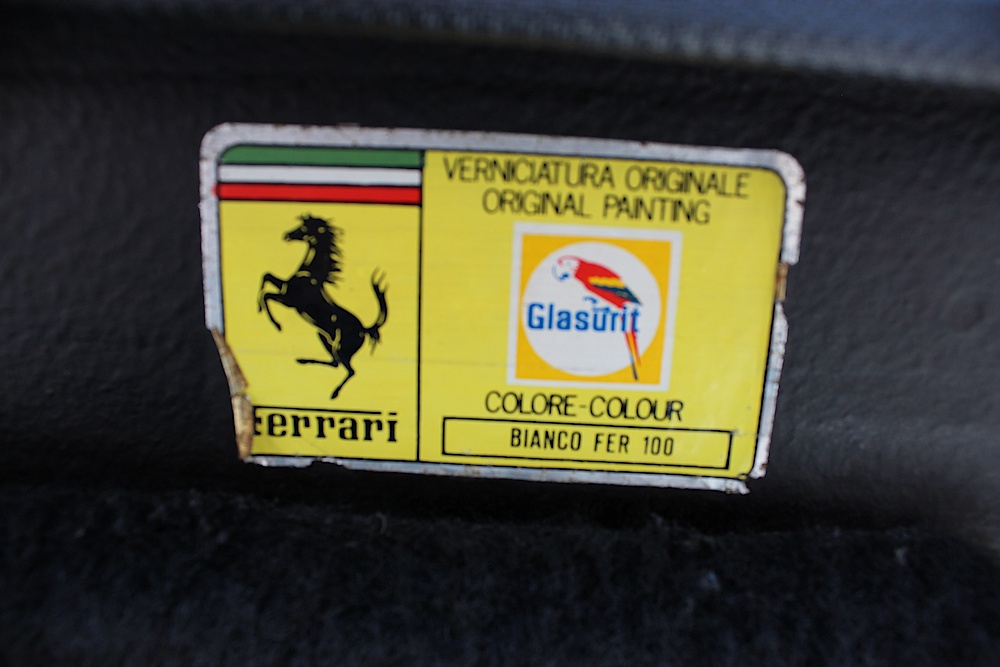 Ferrari
VERNICIATURA ORIGINALE
ORIGINAL PAINTING
Glasurit
COLORE-COLOUR
BIANCO FER 100